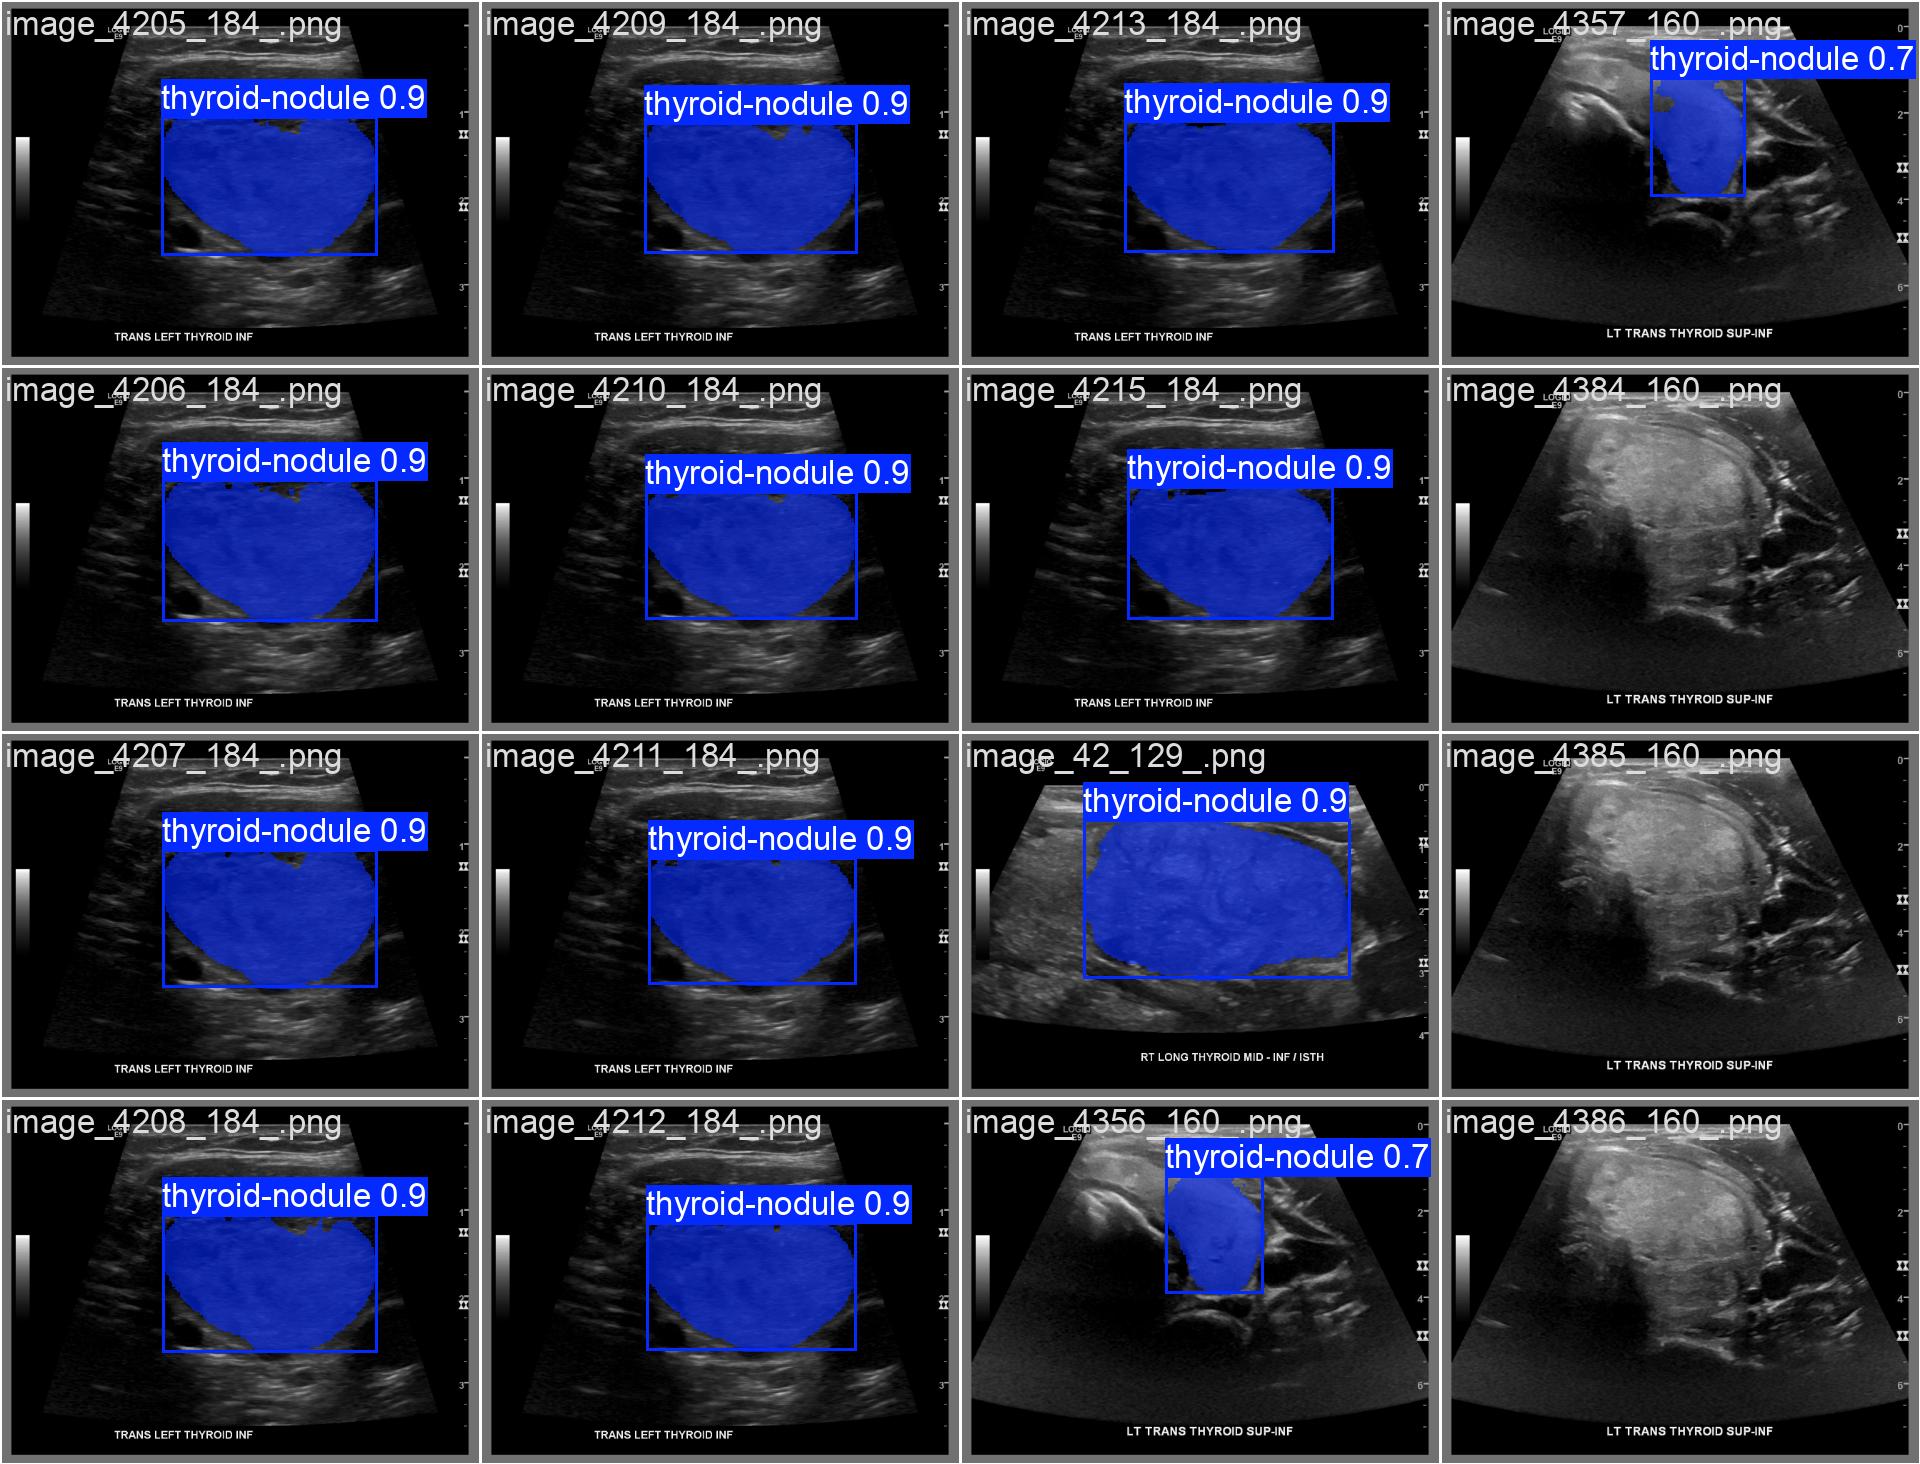 image_4205_184_.png
thyroid-nodule 0.9
TRANS LEFT THYROID INF
image_4209_184_.png
thyroid-nodule 0.9
TRANS LEFT THYROID INF
image_4213_184_.png
thyroid-nodule 0.9
TRANS LEFT THYROID INF
image_4357_160_.png
thyroid-nodule 0.7
LT TRANS THYROID SUP-INF
image_4206_184_.png
thyroid-nodule 0.9
TRANS LEFT THYROID INF
image_4210_184_.png
thyroid-nodule 0.9
TRANS LEFT THYROID INF
image_4215_184_.png
thyroid-nodule 0.9
TRANS LEFT THYROID INF
image_4384_160_.png
LT TRANS THYROID SUP-INF
image_4207_184_.png
thyroid-nodule 0.9
TRANS LEFT THYROID INF
image_4211_184_.png
thyroid-nodule 0.9
TRANS LEFT THYROID INF
image_42_129_.png
thyroid-nodule 0.9
RT LONG THYROID MID - INF / ISTH
image_4385_160_.png
LT TRANS THYROID SUP-INF
image_4208_184_.png
thyroid-nodule 0.9
TRANS LEFT THYROID INF
image_4212_184_.png
thyroid-nodule 0.9
TRANS LEFT THYROID INF
image_4356_160_.png
thyroid-nodule 0.7
LT TRANS THYROID SUP-INF
image_4386_160_.png
LT TRANS THYROID SUP-INF